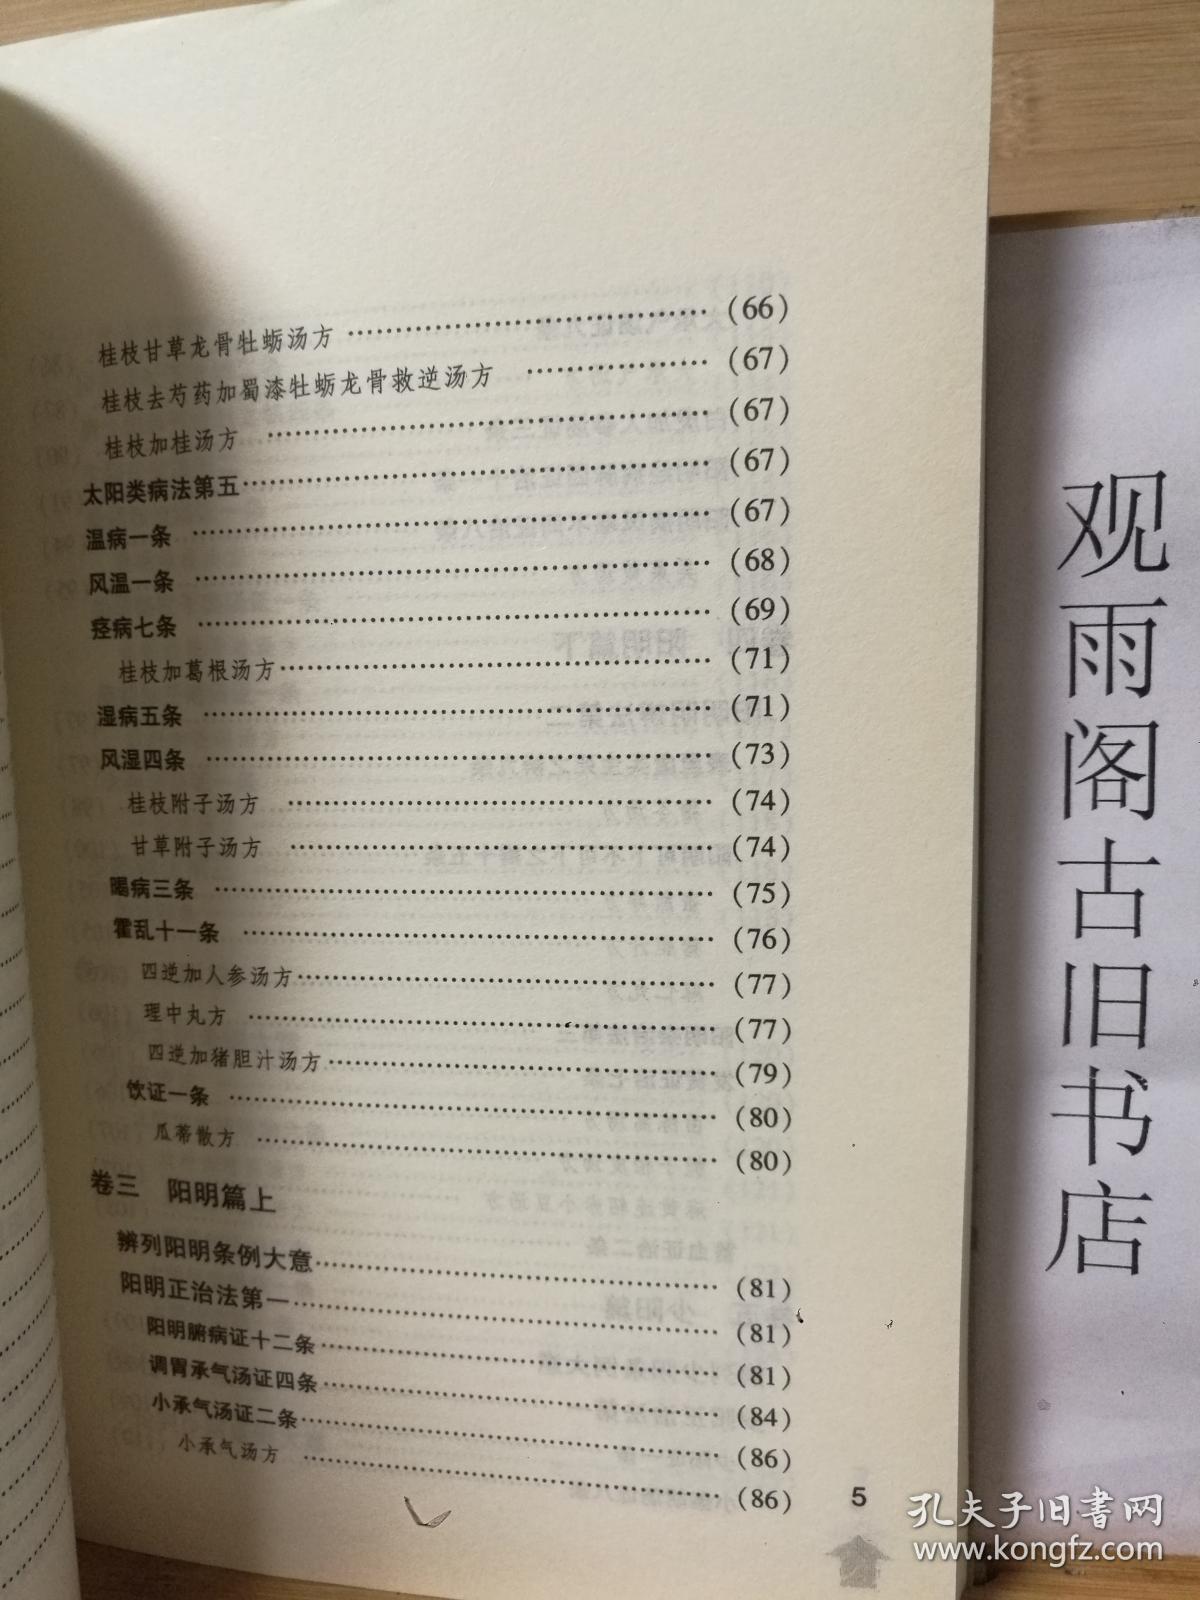 桂枝甘草龙骨牡蛎汤方 (66)
桂枝去芍药加蜀漆牡蛎龙骨救逆汤方 (67)
桂枝加桂汤方 (67)
太阳类病法第五 (67)
温病一条 (67)
风温一条 (68)
痉病七条 (69)
桂枝加葛根汤方 (71)
湿病五条 (71)
风湿四条 (73)
桂枝附子汤方 (74)
甘草附子汤方 (74)
暍病三条 (75)
霍乱十一条 (76)
四逆加人参汤方 (77)
理中丸方 (77)
四逆加猪胆汁汤方 (79)
饮证一条 (80)
瓜蒂散方 (80)
卷三 阳明篇上
辨列阳明条例大意 (81)
阳明正治法第一 (81)
阳明腑病证十二条 (81)
调胃承气汤证四条 (84)
小承气汤证二条 (86)
小承气汤方 (86)
5
观雨阁古旧书店
孔夫子旧书网
www.kongfz.com